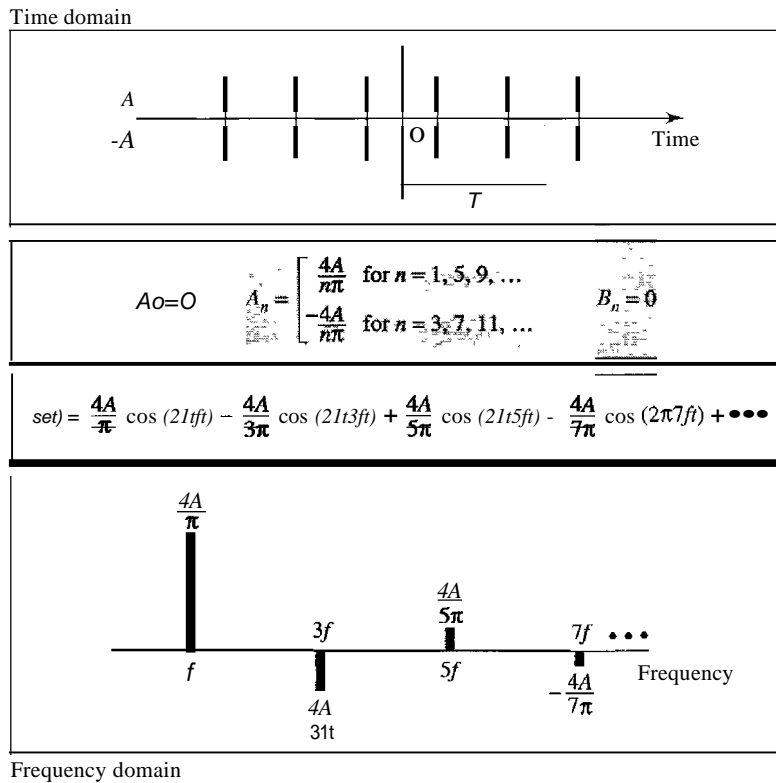 Time domain
A
-A
O
Time
T
Ao=O
A_n = 4A/nπ for n = 1, 5, 9, ...
-4A/nπ for n = 3, 7, 11, ...
B_n = 0
set) = 4A/π cos (21tft) - 4A/3π cos (21t3ft) + 4A/5π cos (21t5ft) - 4A/7π cos (2π7ft) + •••
4A/π
4A/5π
3f
7f •••
f
5f
Frequency
4A/31t
-4A/7π
Frequency domain